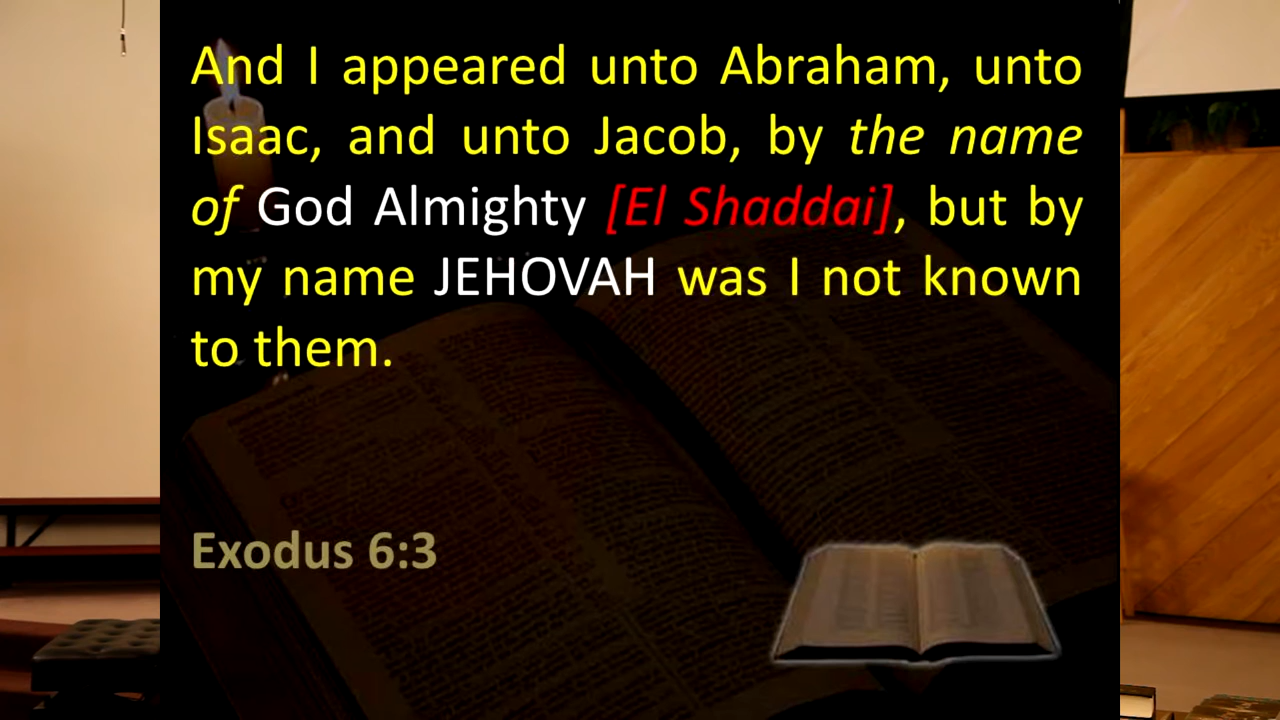 And I appeared unto Abraham, unto
Isaac, and unto Jacob, by the name
of God Almighty [El Shaddai], but by
my name JEHOVAH was I not known
to them.
Exodus 6:3